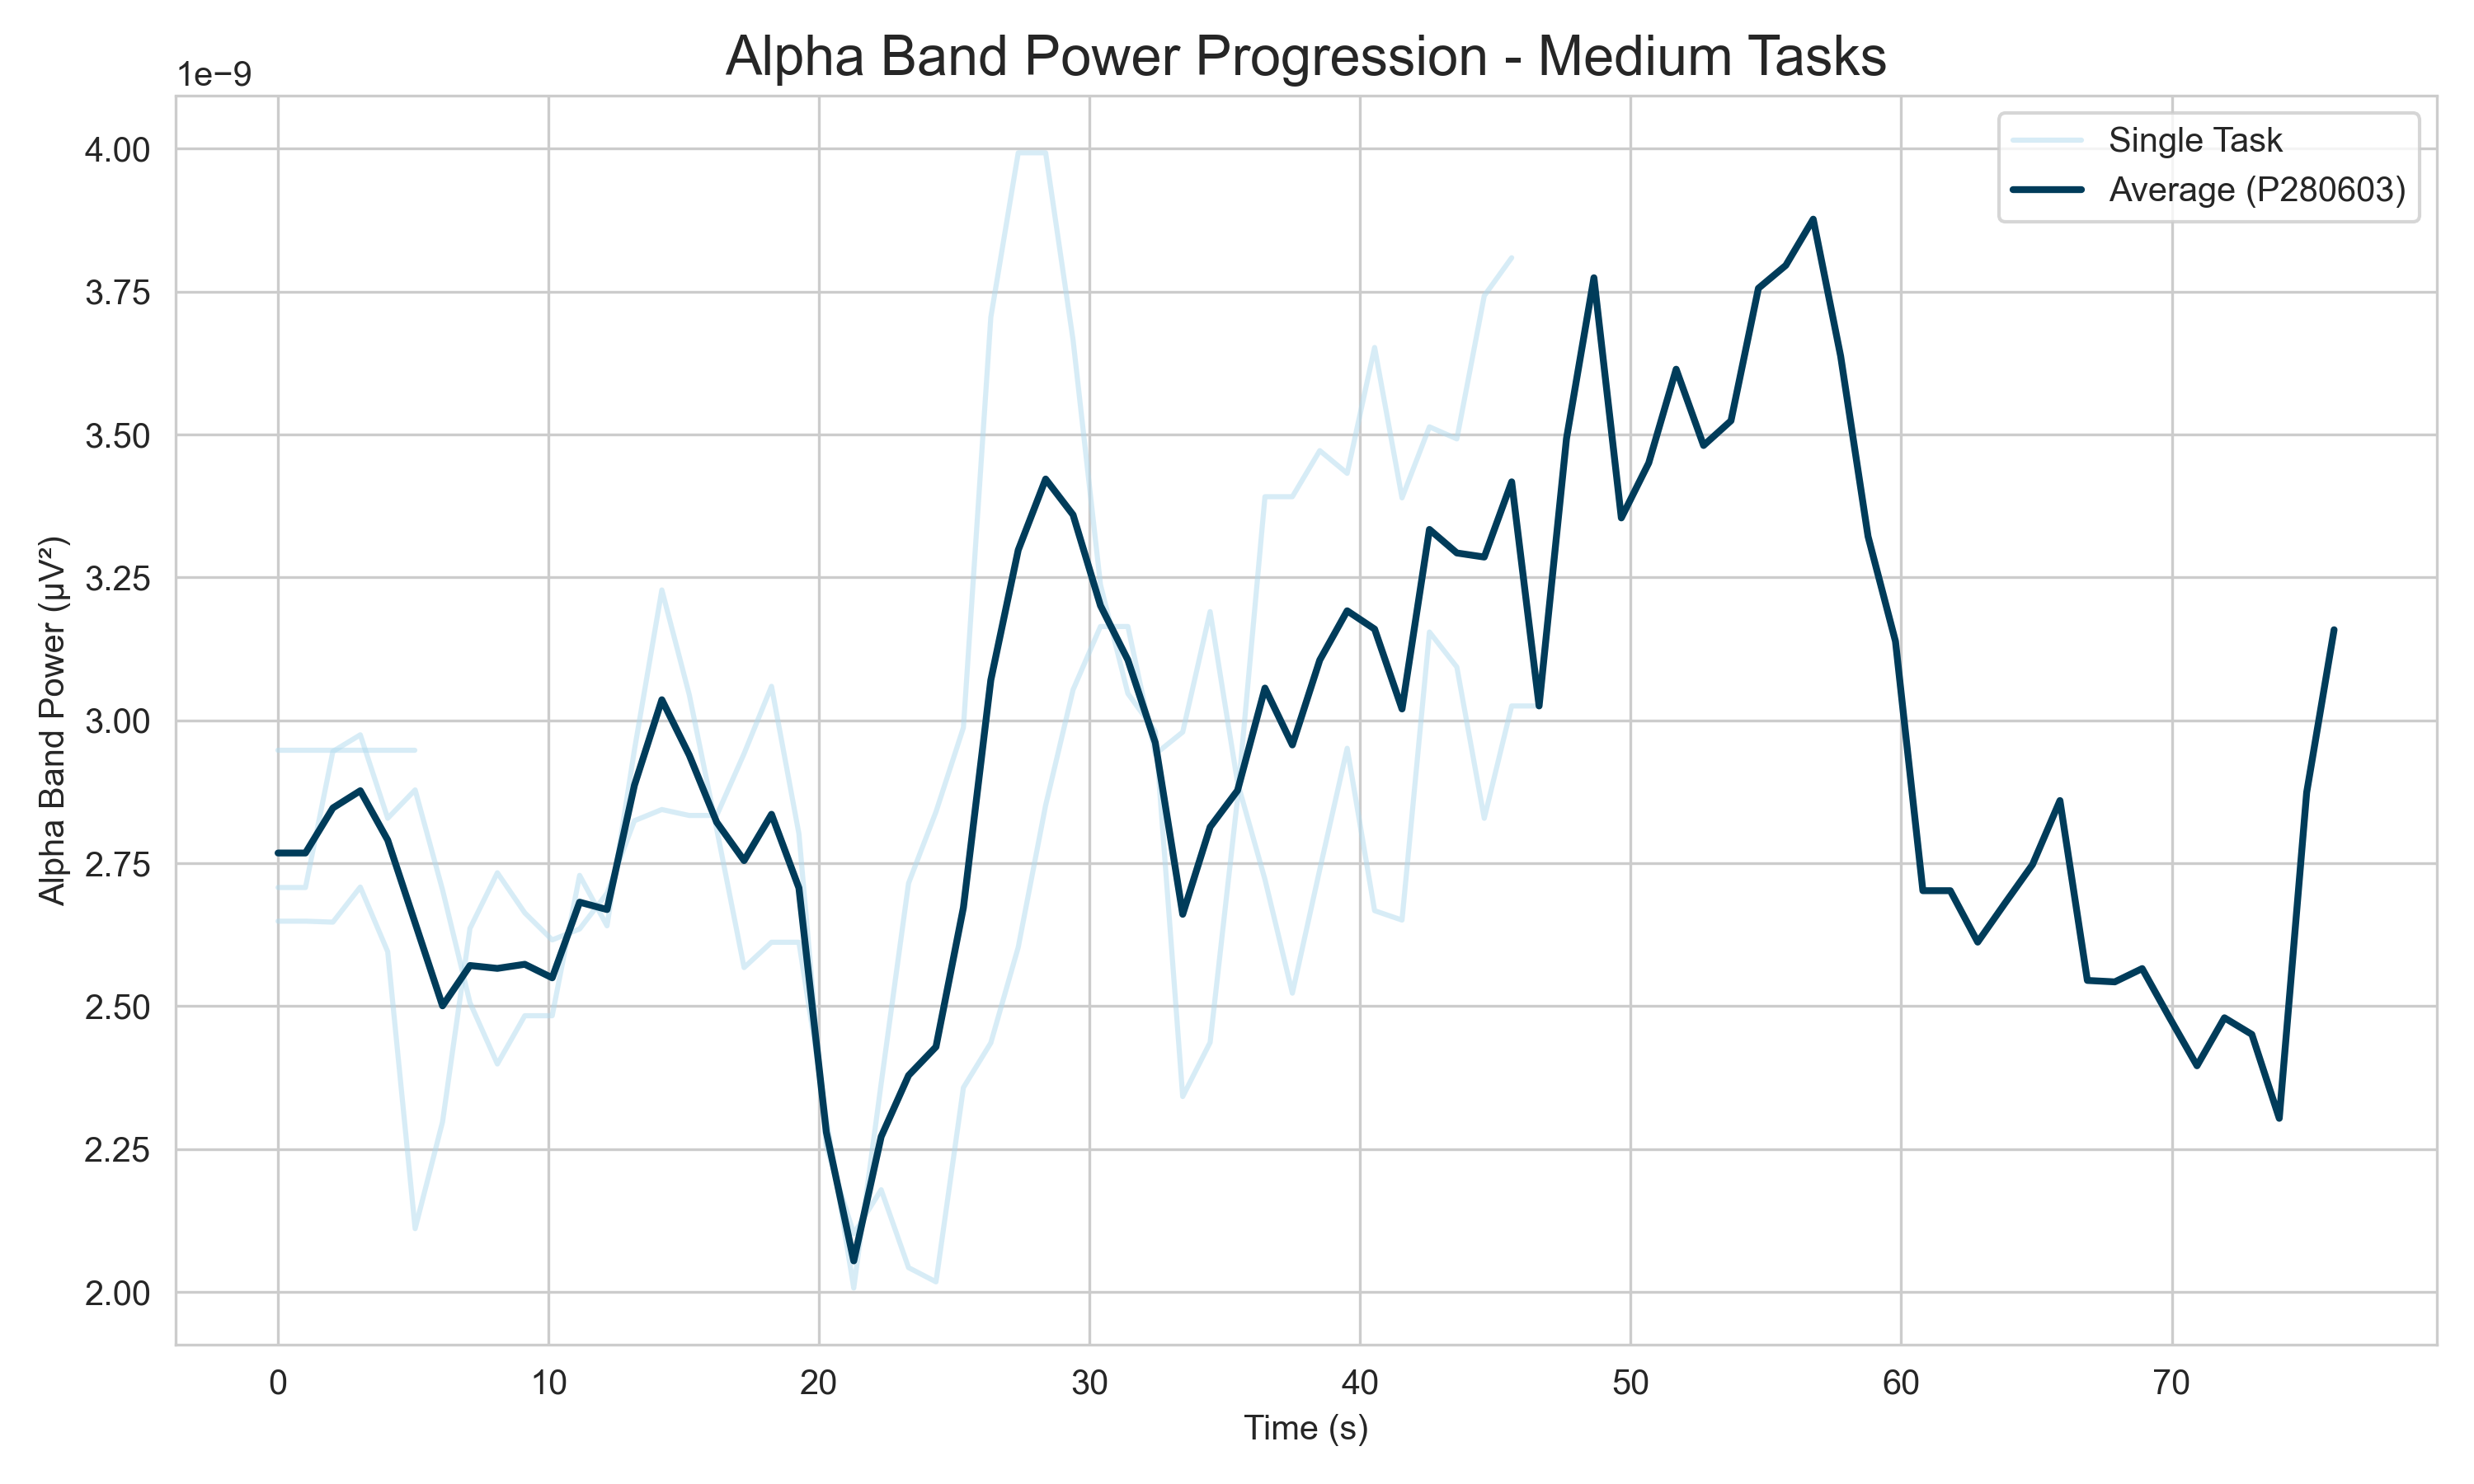 Alpha Band Power Progression - Medium Tasks
1e−9
Single Task
Average (P280603)
Alpha Band Power (µV²)
4.00
3.75
3.50
3.25
3.00
2.75
2.50
2.25
2.00
0 10 20 30 40 50 60 70
Time (s)